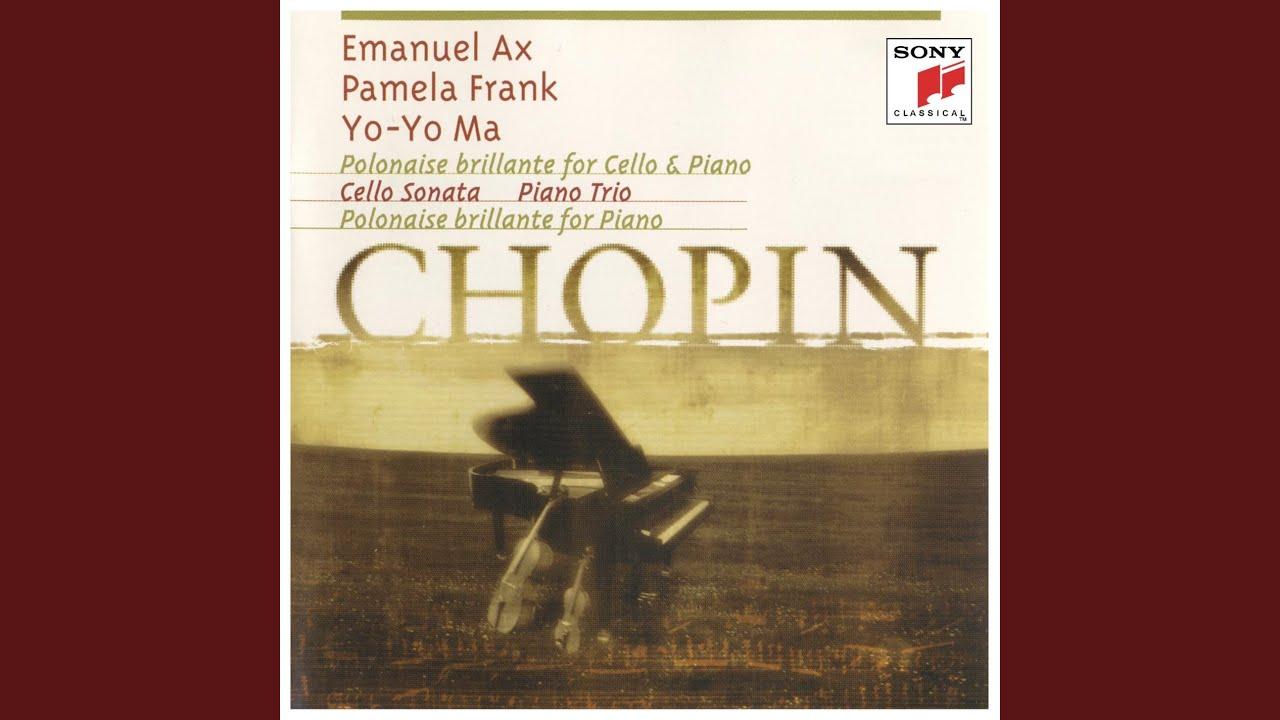 Emanuel Ax
Pamela Frank
Yo-Yo Ma
SONY
CLASSICAL™
Polonaise brillante for Cello & Piano
Cello Sonata Piano Trio
Polonaise brillante for Piano
CHOPIN